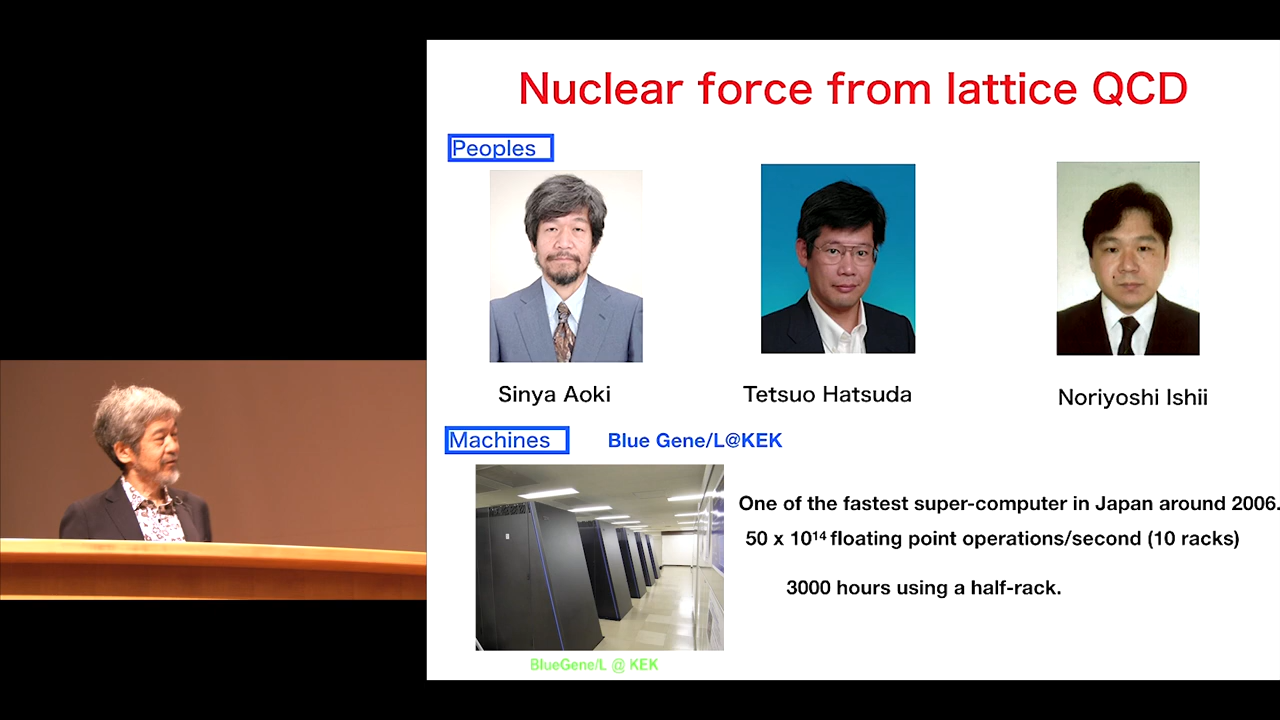 Nuclear force from lattice QCD
Peoples
Sinya Aoki
Tetsuo Hatsuda
Noriyoshi Ishii
Machines
Blue Gene/L@KEK
One of the fastest super-computer in Japan around 2006.
50 x 10¹⁴ floating point operations/second (10 racks)
3000 hours using a half-rack.
BlueGene/L @ KEK